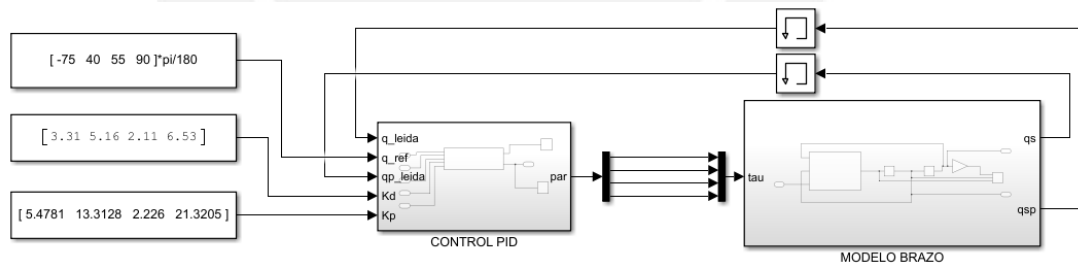 [ -75 40 55 90 ]*pi/180
[ 3.31 5.16 2.11 6.53 ]
[ 5.4781 13.3128 2.226 21.3205 ]
q_leida
q_ref
qp_leida
Kd
Kp
par
CONTROL PID
tau
qs
qsp
MODELO BRAZO